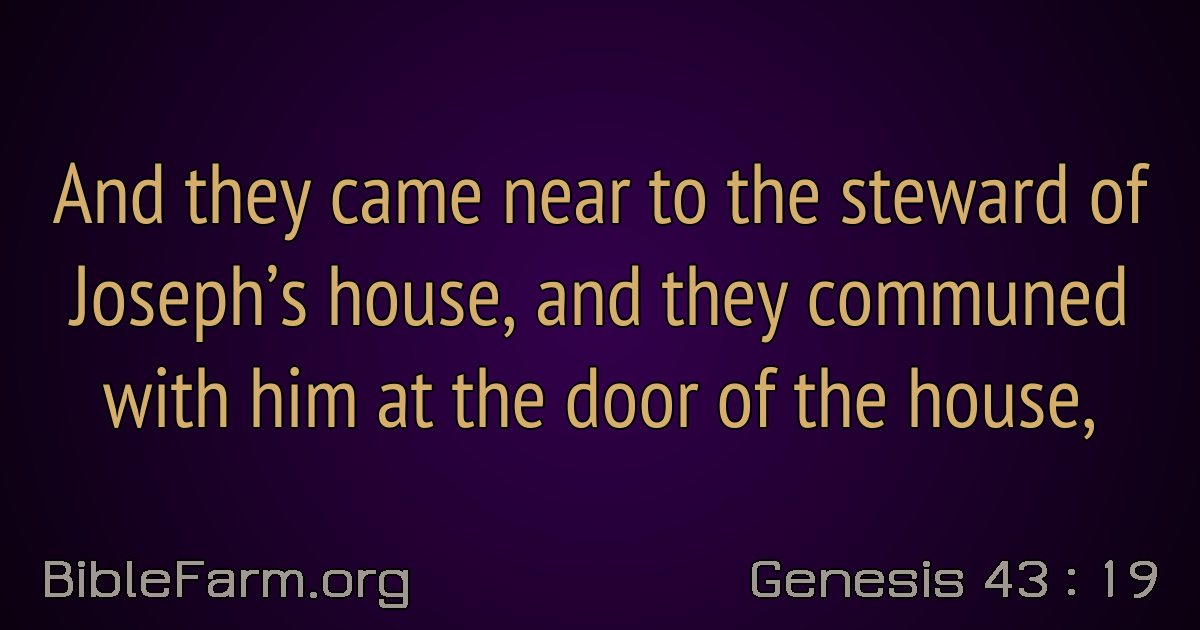 And they came near to the steward of
Joseph’s house, and they communed
with him at the door of the house,
BibleFarm.org
Genesis 43 : 19